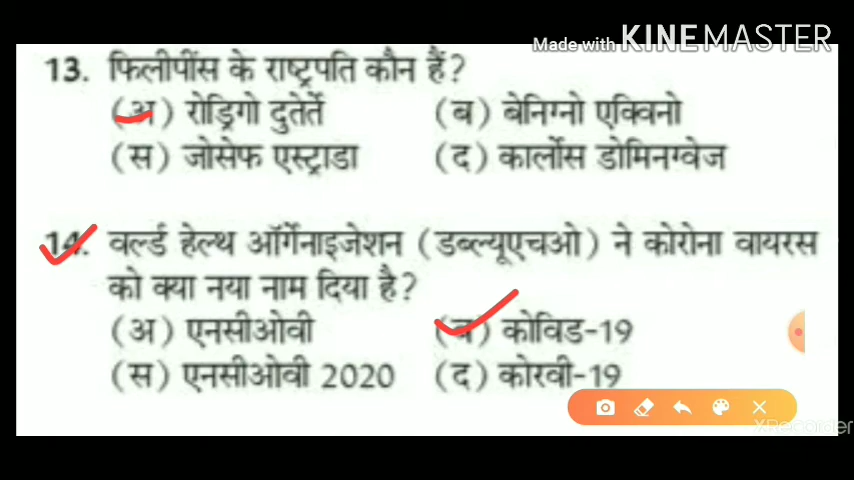 Made with KINEMASTER
13. फिलीपींस के राष्ट्रपति कौन हैं?
(अ) रोड्रिगो दुतेर्ते (ब) बेनिग्नो एक्विनो
(स) जोसेफ एस्ट्राडा (द) कार्लोस डोमिनग्वेज
14. वर्ल्ड हेल्थ ऑर्गेनाइजेशन (डब्ल्यूएचओ) ने कोरोना वायरस
को क्या नया नाम दिया है?
(अ) एनसीओवी (ब) कोविड-19
(स) एनसीओवी 2020 (द) कोरवी-19
XRecorder